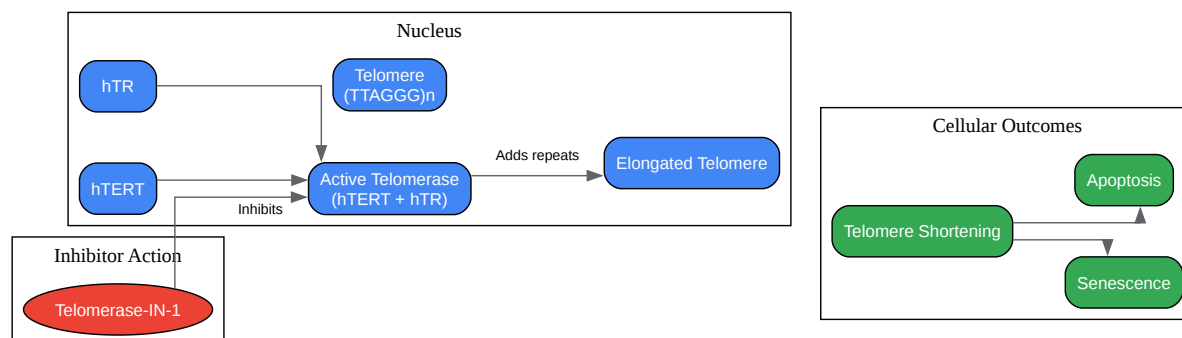 Nucleus
hTR
Telomere
(TTAGGG)n
hTERT
Active Telomerase
(hTERT + hTR)
Adds repeats
Elongated Telomere
Inhibits
Inhibitor Action
Telomerase-IN-1
Cellular Outcomes
Apoptosis
Telomere Shortening
Senescence